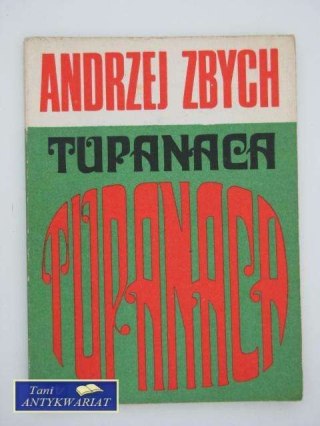 ANDRZEJ ZBYCH
TUPANACA
TUPANACA
Tani
ANTYKWARIAT